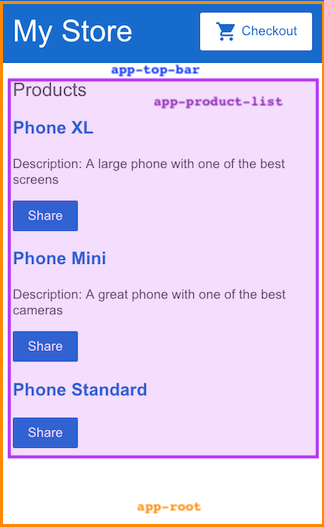 My Store
Checkout
app-top-bar
Products
app-product-list
Phone XL
Description: A large phone with one of the best
screens
Share
Phone Mini
Description: A great phone with one of the best
cameras
Share
Phone Standard
Share
app-root